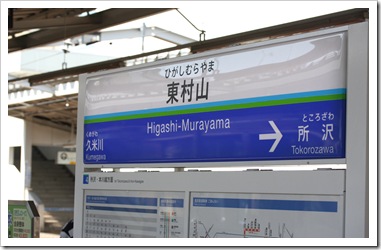 ひがしむらやま
東村山
Higashi-Murayama
くめがわ
久米川
Kumegawa
→
ところざわ
所沢
Tokorozawa
4